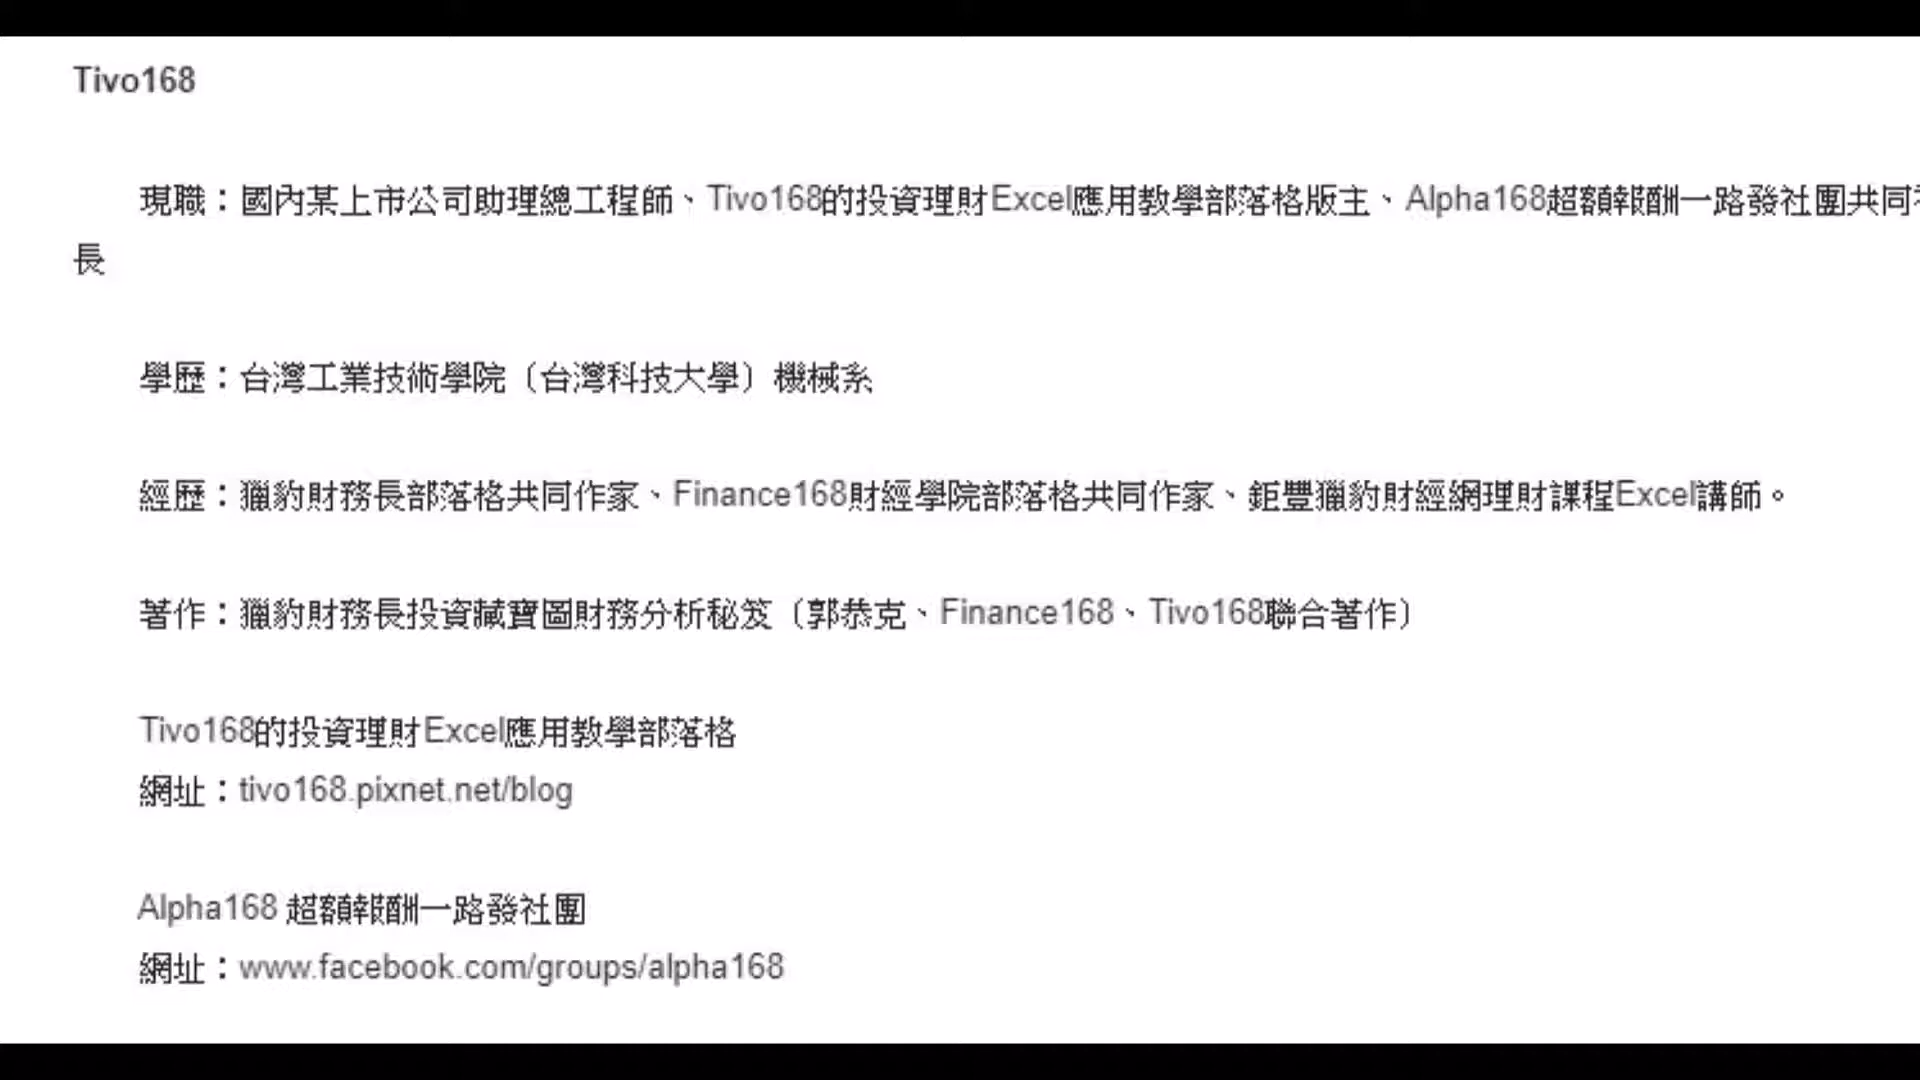 Tivo168
現職：國內某上市公司助理總工程師、Tivo168的投資理財Excel應用教學部落格版主、Alpha168超額報酬一路發社團共同
長
學歷：台灣工業技術學院〔台灣科技大學〕機械系
經歷：獵豹財務長部落格共同作家、Finance168財經學院部落格共同作家、鉅豐獵豹財經網理財課程Excel講師。
著作：獵豹財務長投資藏寶圖財務分析秘笈〔郭恭克、Finance168、Tivo168聯合著作〕
Tivo168的投資理財Excel應用教學部落格
網址：tivo168.pixnet.net/blog
Alpha168 超額報酬一路發社團
網址：www.facebook.com/groups/alpha168